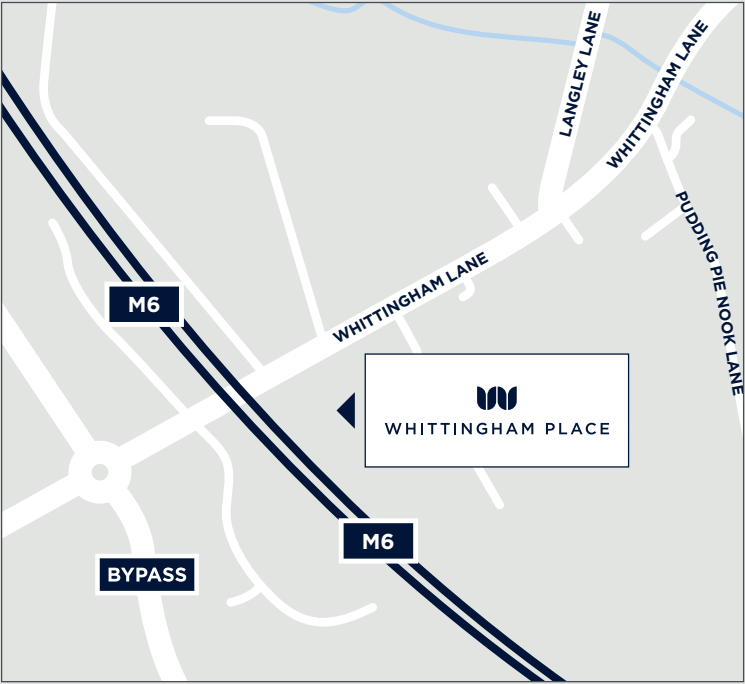 LANGLEY LANE
WHITTINGHAM LANE
PUDDING PIE NOOK LANE
WHITTINGHAM LANE
M6
WHITTINGHAM PLACE
M6
BYPASS